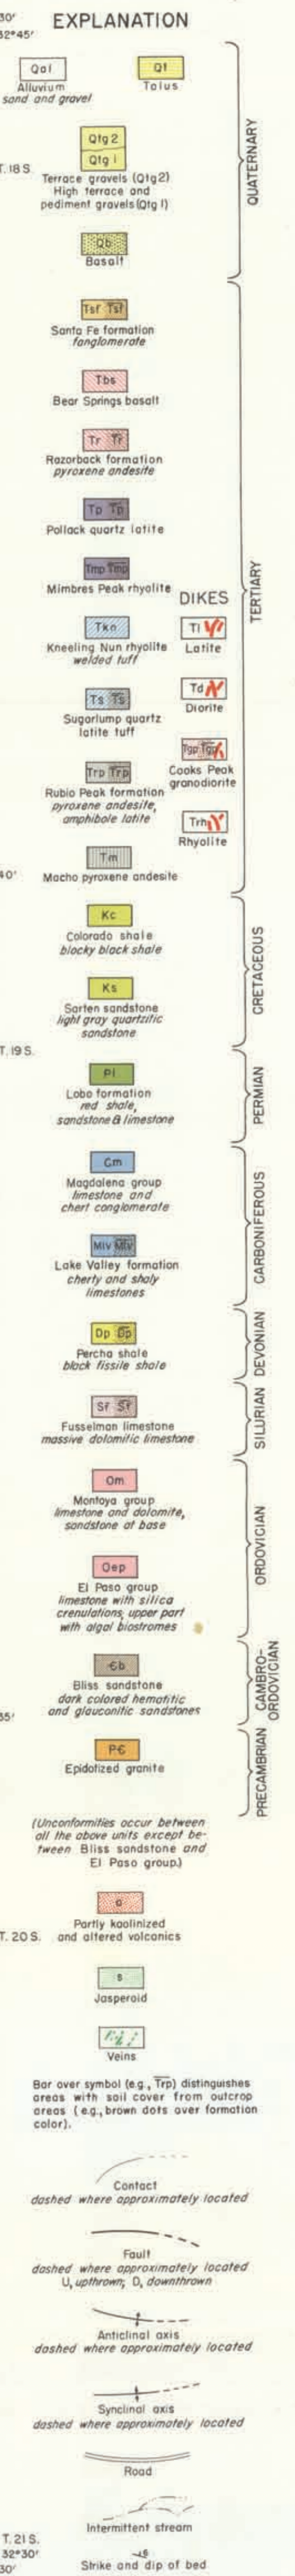 30' EXPLANATION
32°45'
Qal Qt
Alluvium Talus
sand and gravel
QUATERNARY
Qtg 2
Qtg 1
T. 18 S.
Terrace gravels (Qtg 2)
High terrace and
pediment gravels (Qtg 1)
Qb
Basalt
Tsf Tsf
Santa Fe formation
fanglomerate
Tbs
Bear Springs basalt
Tr Tr
Razorback formation
pyroxene andesite
Tp Tp
Pollack quartz latite
TERTIARY
Tmp Tmp
Mimbres Peak rhyolite
DIKES
Tkn Tl
Kneeling Nun rhyolite Latite
welded tuff
Td
Ts Ts Diorite
Sugarlump quartz
latite tuff
Tgp Tgp
Trp Trp Cooks Peak
granodiorite
Rubio Peak formation
pyroxene andesite,
amphibole latite
Trh
Rhyolite
Tm
40' Macho pyroxene andesite
Kc
Colorado shale
blocky black shale
CRETACEOUS
Ks
Sarten sandstone
light gray quartzitic
sandstone
T. 19 S.
Pl
Lobo formation
red shale,
sandstone & limestone
PERMIAN
Cm
Magdalena group
limestone and
chert conglomerate
CARBONIFEROUS
Mlv Mlv
Lake Valley formation
cherty and shaly
limestones
Dp Dp
Percha shale
black fissile shale
DEVONIAN
Sf Sf
Fusselman limestone
massive dolomitic limestone
SILURIAN
Om
Montoya group
limestone and dolomite,
sandstone at base
ORDOVICIAN
Oep
El Paso group
limestone with silica
crenulations, upper part
with algal biostromes
Єb
Bliss sandstone
dark colored hematitic
and glauconitic sandstones
CAMBRO-
ORDOVICIAN
35'
PЄ
Epidotized granite
PRECAMBRIAN
(Unconformities occur between
all the above units except be-
tween Bliss sandstone and
El Paso group.)
a
Partly kaolinized
T. 20 S. and altered volcanics
s
Jasperoid
Veins
Bar over symbol (e.g., T̅r̅p̅) distinguishes
areas with soil cover from outcrop
areas (e.g., brown dots over formation
color).
Contact
dashed where approximately located
Fault
dashed where approximately located
U, upthrown; D, downthrown
Anticlinal axis
dashed where approximately located
Synclinal axis
dashed where approximately located
Road
Intermittent stream
T. 21 S.
32°30'
30' Strike and dip of bed